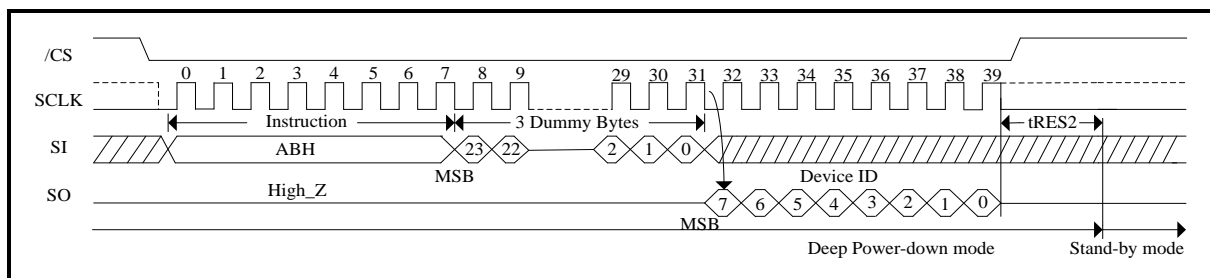 /CS
0 1 2 3 4 5 6 7 8 9 29 30 31 32 33 34 35 36 37 38 39
SCLK
Instruction 3 Dummy Bytes tRES2
SI ABH 23 22 2 1 0
MSB Device ID
SO High_Z 7 6 5 4 3 2 1 0
MSB
Deep Power-down mode Stand-by mode